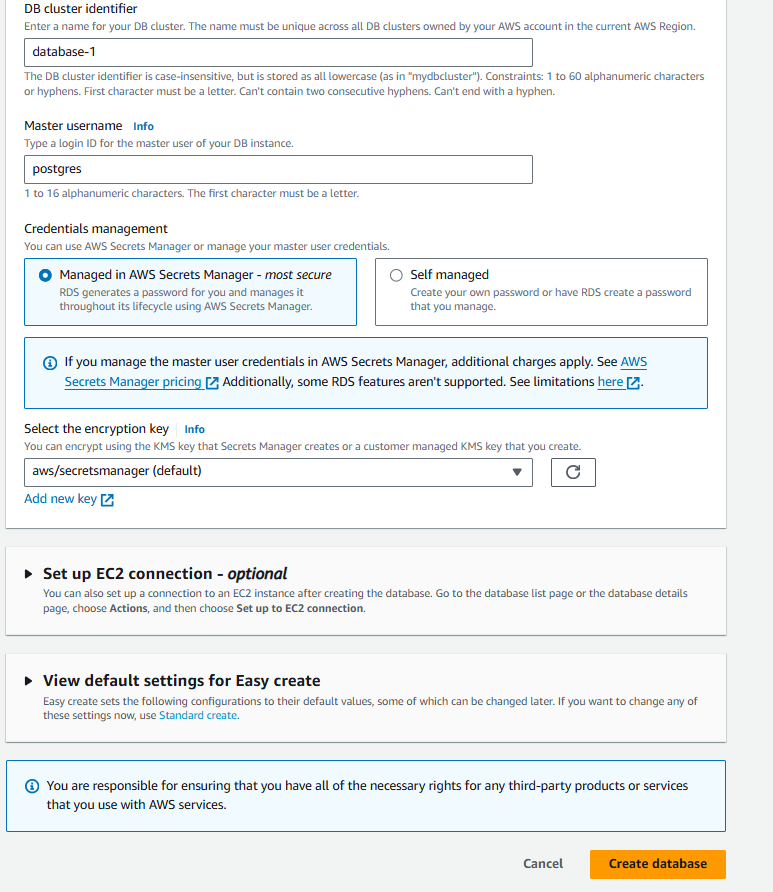 DB cluster identifier
Enter a name for your DB cluster. The name must be unique across all DB clusters owned by your AWS account in the current AWS Region.
database-1
The DB cluster identifier is case-insensitive, but is stored as all lowercase (as in "mydbcluster"). Constraints: 1 to 60 alphanumeric characters
or hyphens. First character must be a letter. Can't contain two consecutive hyphens. Can't end with a hyphen.
Master username Info
Type a login ID for the master user of your DB instance.
postgres
1 to 16 alphanumeric characters. The first character must be a letter.
Credentials management
You can use AWS Secrets Manager or manage your master user credentials.
Managed in AWS Secrets Manager - most secure
RDS generates a password for you and manages it
throughout its lifecycle using AWS Secrets Manager.
Self managed
Create your own password or have RDS create a password
that you manage.
If you manage the master user credentials in AWS Secrets Manager, additional charges apply. See AWS
Secrets Manager pricing Additionally, some RDS features aren't supported. See limitations here.
Select the encryption key Info
You can encrypt using the KMS key that Secrets Manager creates or a customer managed KMS key that you create.
aws/secretsmanager (default)
Add new key
Set up EC2 connection - optional
You can also set up a connection to an EC2 instance after creating the database. Go to the database list page or the database details
page, choose Actions, and then choose Set up to EC2 connection.
View default settings for Easy create
Easy create sets the following configurations to their default values, some of which can be changed later. If you want to change any of
these settings now, use Standard create.
You are responsible for ensuring that you have all of the necessary rights for any third-party products or services
that you use with AWS services.
Cancel
Create database